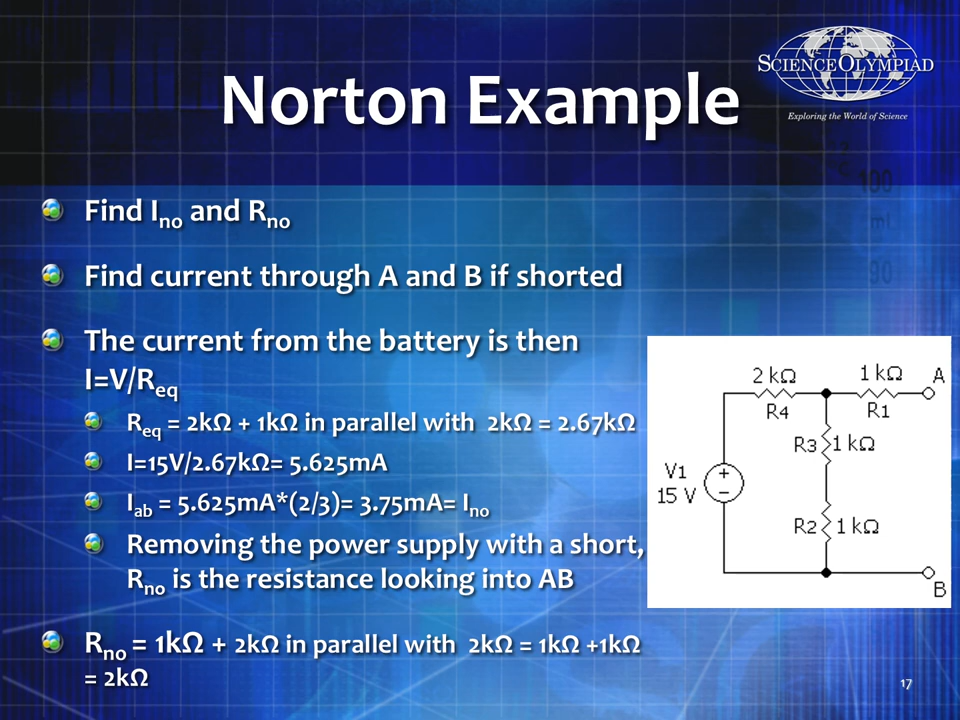 SCIENCEOLYMPIAD
Exploring the World of Science
Norton Example
Find Ino and Rno
Find current through A and B if shorted
The current from the battery is then
I=V/Req
Req = 2kΩ + 1kΩ in parallel with 2kΩ = 2.67kΩ
I=15V/2.67kΩ= 5.625mA
Iab = 5.625mA*(2/3)= 3.75mA= Ino
Removing the power supply with a short,
Rno is the resistance looking into AB
Rno = 1kΩ + 2kΩ in parallel with 2kΩ = 1kΩ +1kΩ
= 2kΩ
2 kΩ
R4
1 kΩ
R1
A
R3
1 kΩ
V1
15 V
+
−
R2
1 kΩ
B
100
ml
90
17